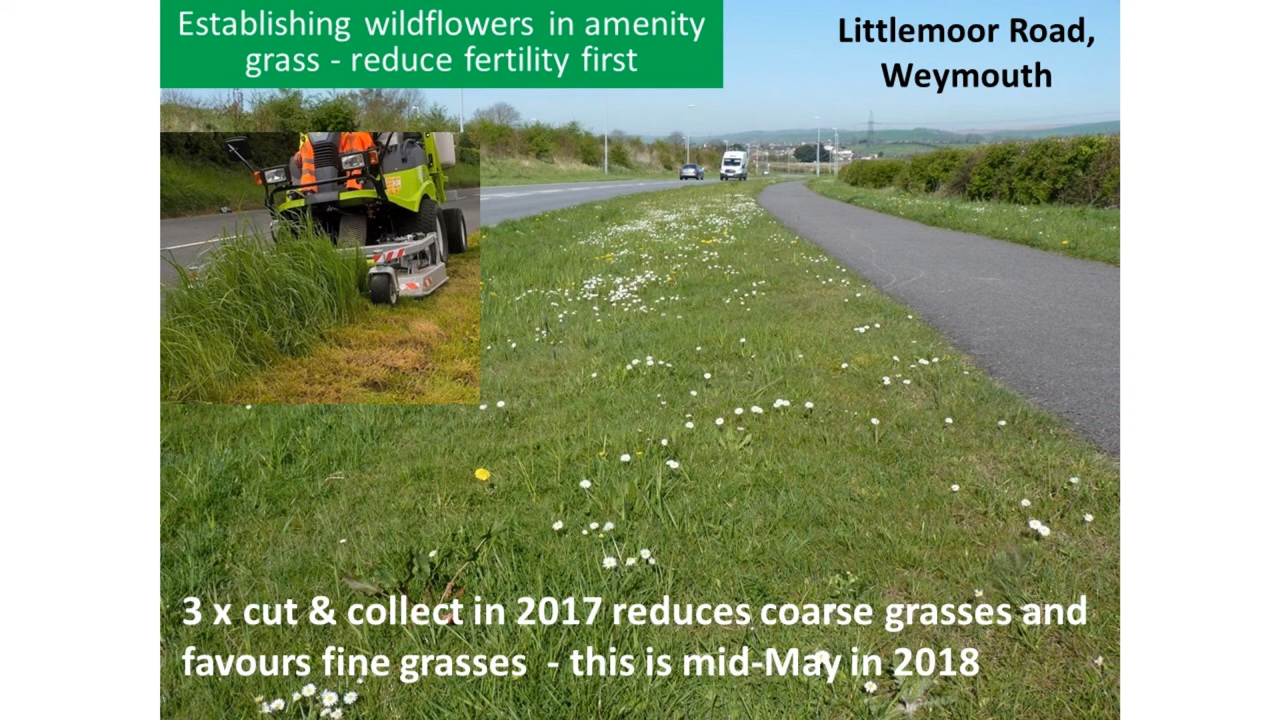 Establishing wildflowers in amenity
grass - reduce fertility first
Littlemoor Road,
Weymouth
3 x cut & collect in 2017 reduces coarse grasses and
favours fine grasses - this is mid-May in 2018